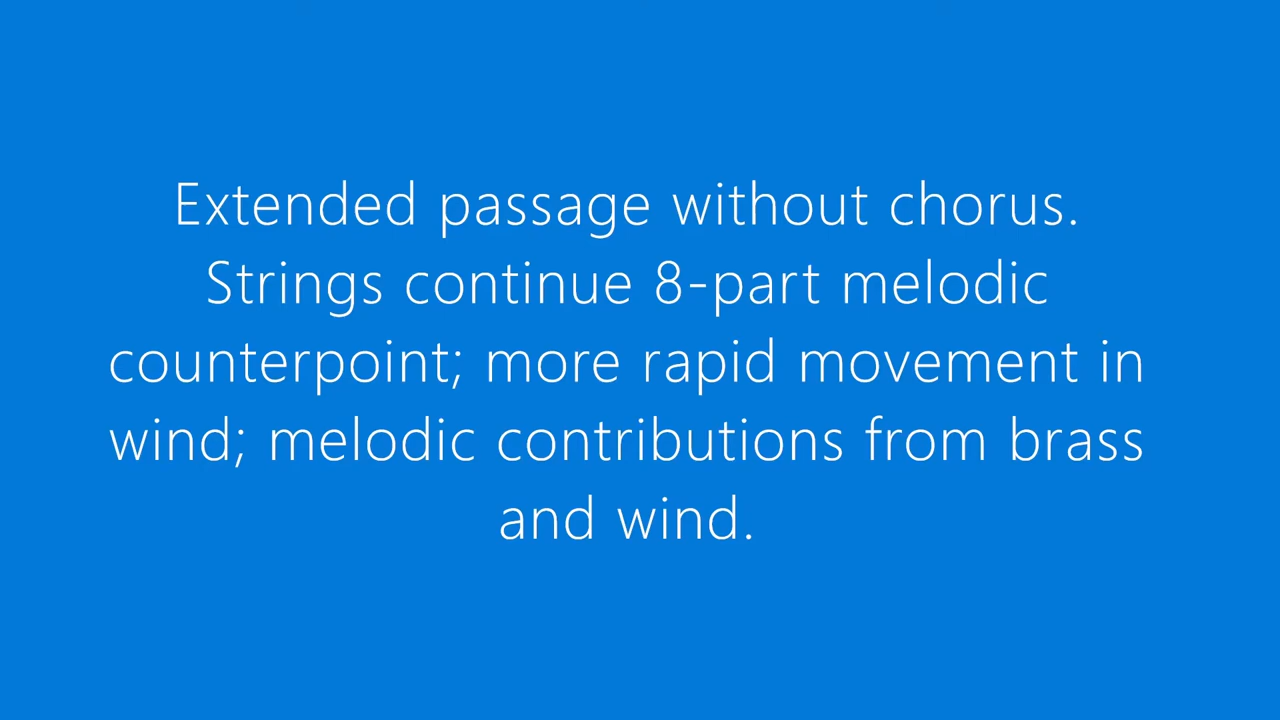 Extended passage without chorus.
Strings continue 8-part melodic
counterpoint; more rapid movement in
wind; melodic contributions from brass
and wind.